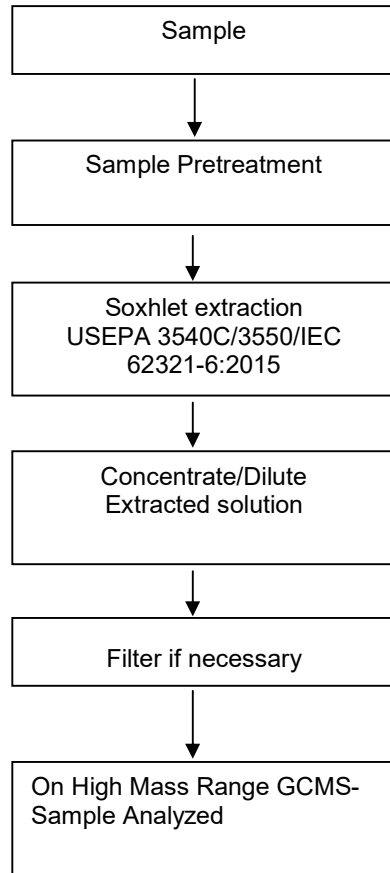 Sample
Sample Pretreatment
Soxhlet extraction
USEPA 3540C/3550/IEC
62321-6:2015
Concentrate/Dilute
Extracted solution
Filter if necessary
On High Mass Range GCMS-
Sample Analyzed